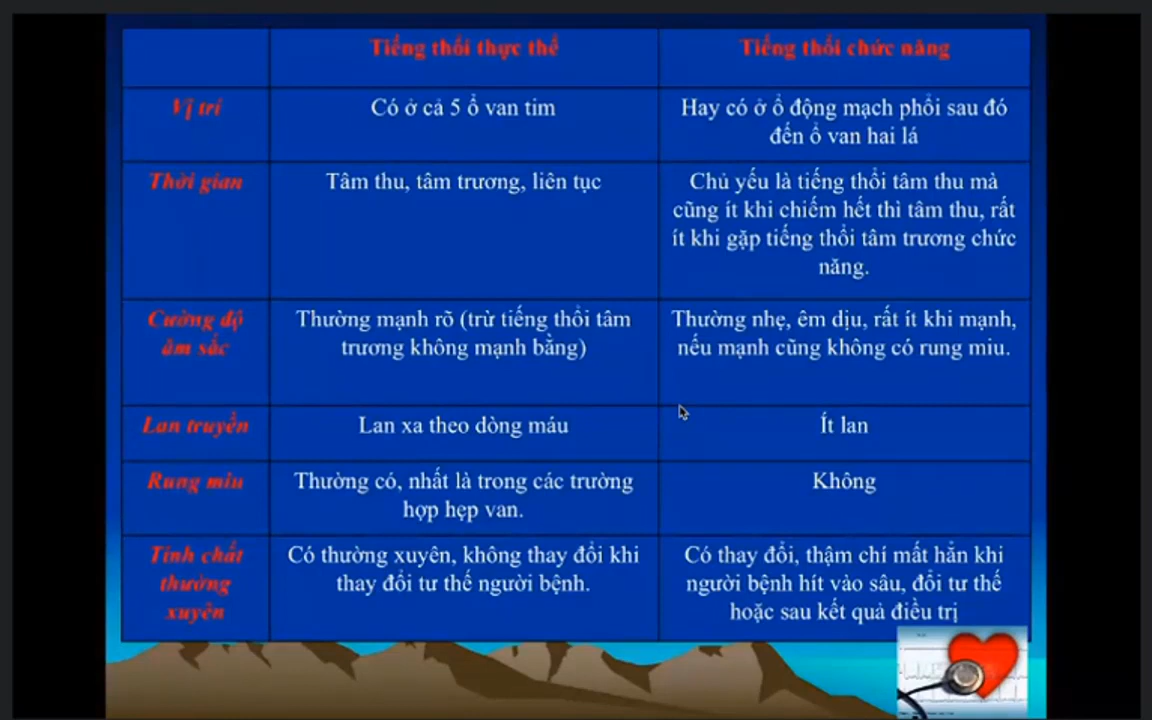 Tiếng thổi thực thể
Tiếng thổi chức năng
Vị trí
Có ở cả 5 ổ van tim
Hay có ở ổ động mạch phổi sau đó
đến ổ van hai lá
Thời gian
Tâm thu, tâm trương, liên tục
Chủ yếu là tiếng thổi tâm thu mà
cũng ít khi chiếm hết thì tâm thu, rất
ít khi gặp tiếng thổi tâm trương chức
năng.
Cường độ
âm sắc
Thường mạnh rõ (trừ tiếng thổi tâm
trương không mạnh bằng)
Thường nhẹ, êm dịu, rất ít khi mạnh,
nếu mạnh cũng không có rung miu.
Lan truyền
Lan xa theo dòng máu
Ít lan
Rung miu
Thường có, nhất là trong các trường
hợp hẹp van.
Không
Tính chất
thường
xuyên
Có thường xuyên, không thay đổi khi
thay đổi tư thế người bệnh.
Có thay đổi, thậm chí mất hẳn khi
người bệnh hít vào sâu, đổi tư thế
hoặc sau kết quả điều trị